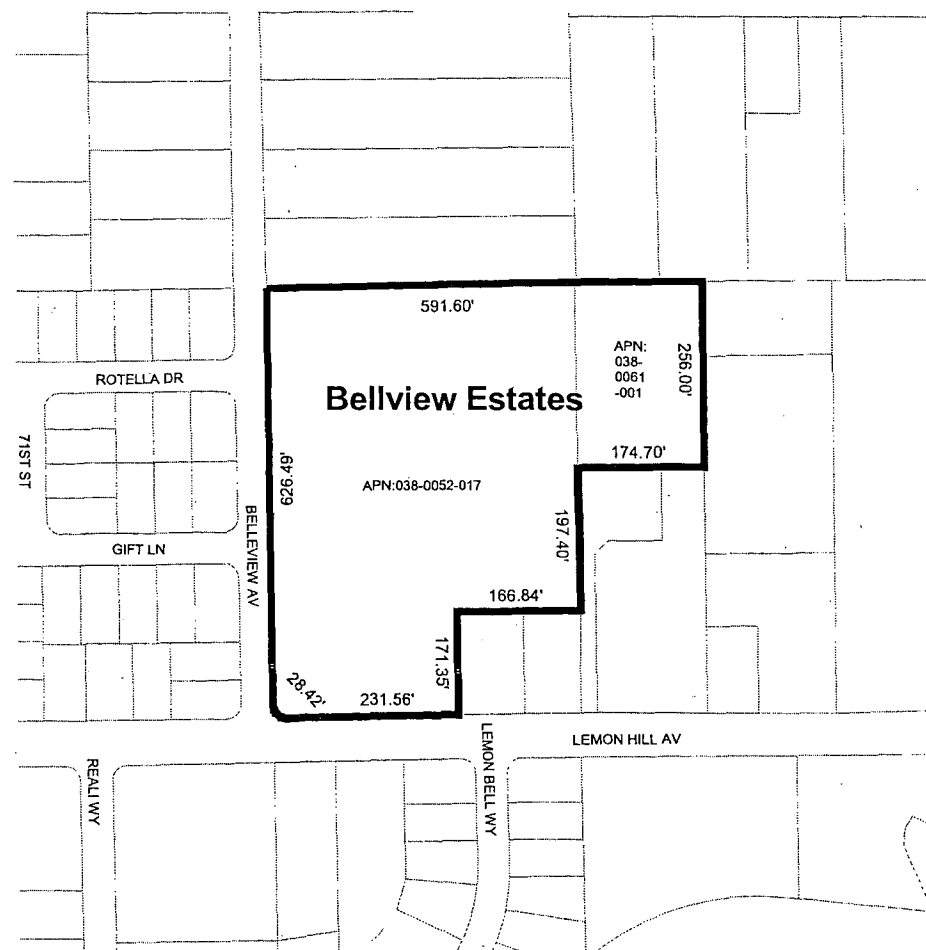 591.60'
APN:
038-
0061
-001
256.00'
ROTELLA DR
Bellview Estates
71ST ST
174.70'
626.49'
APN:038-0052-017
BELLEVIEW AV
197.40'
GIFT LN
166.84'
171.35'
28.42'
231.56'
LEMON HILL AV
REALI WY
LEMON BELL WY